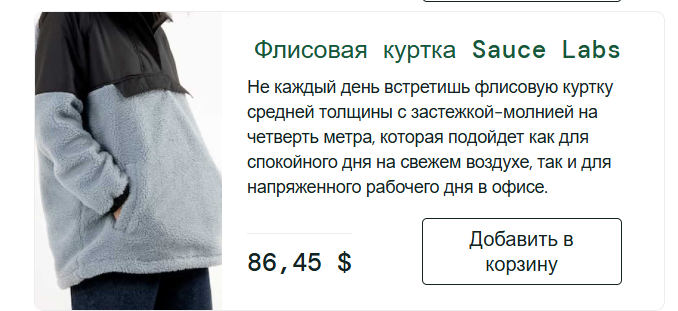 Флисовая куртка Sauce Labs
Не каждый день встретишь флисовую куртку
средней толщины с застежкой-молнией на
четверть метра, которая подойдет как для
спокойного дня на свежем воздухе, так и для
напряженного рабочего дня в офисе.
86,45 $
Добавить в
корзину